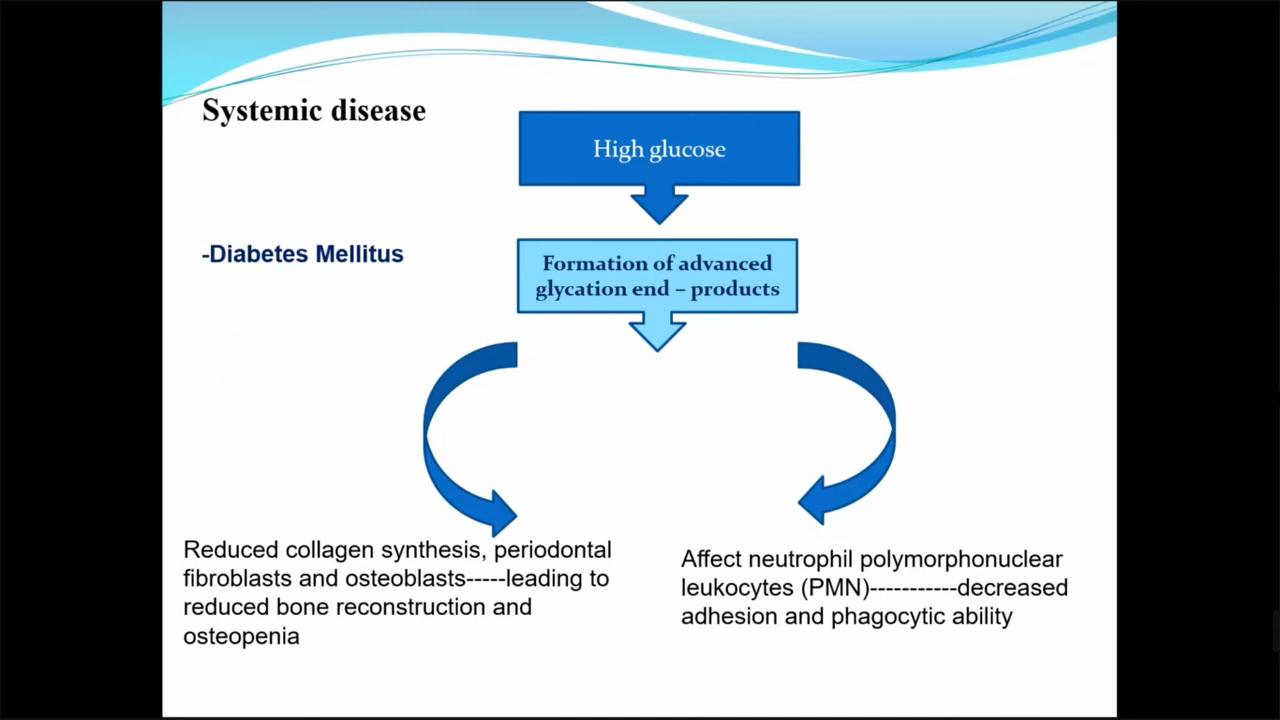 Systemic disease
High glucose
-Diabetes Mellitus
Formation of advanced
glycation end – products
Reduced collagen synthesis, periodontal
fibroblasts and osteoblasts-----leading to
reduced bone reconstruction and
osteopenia
Affect neutrophil polymorphonuclear
leukocytes (PMN)-----------decreased
adhesion and phagocytic ability